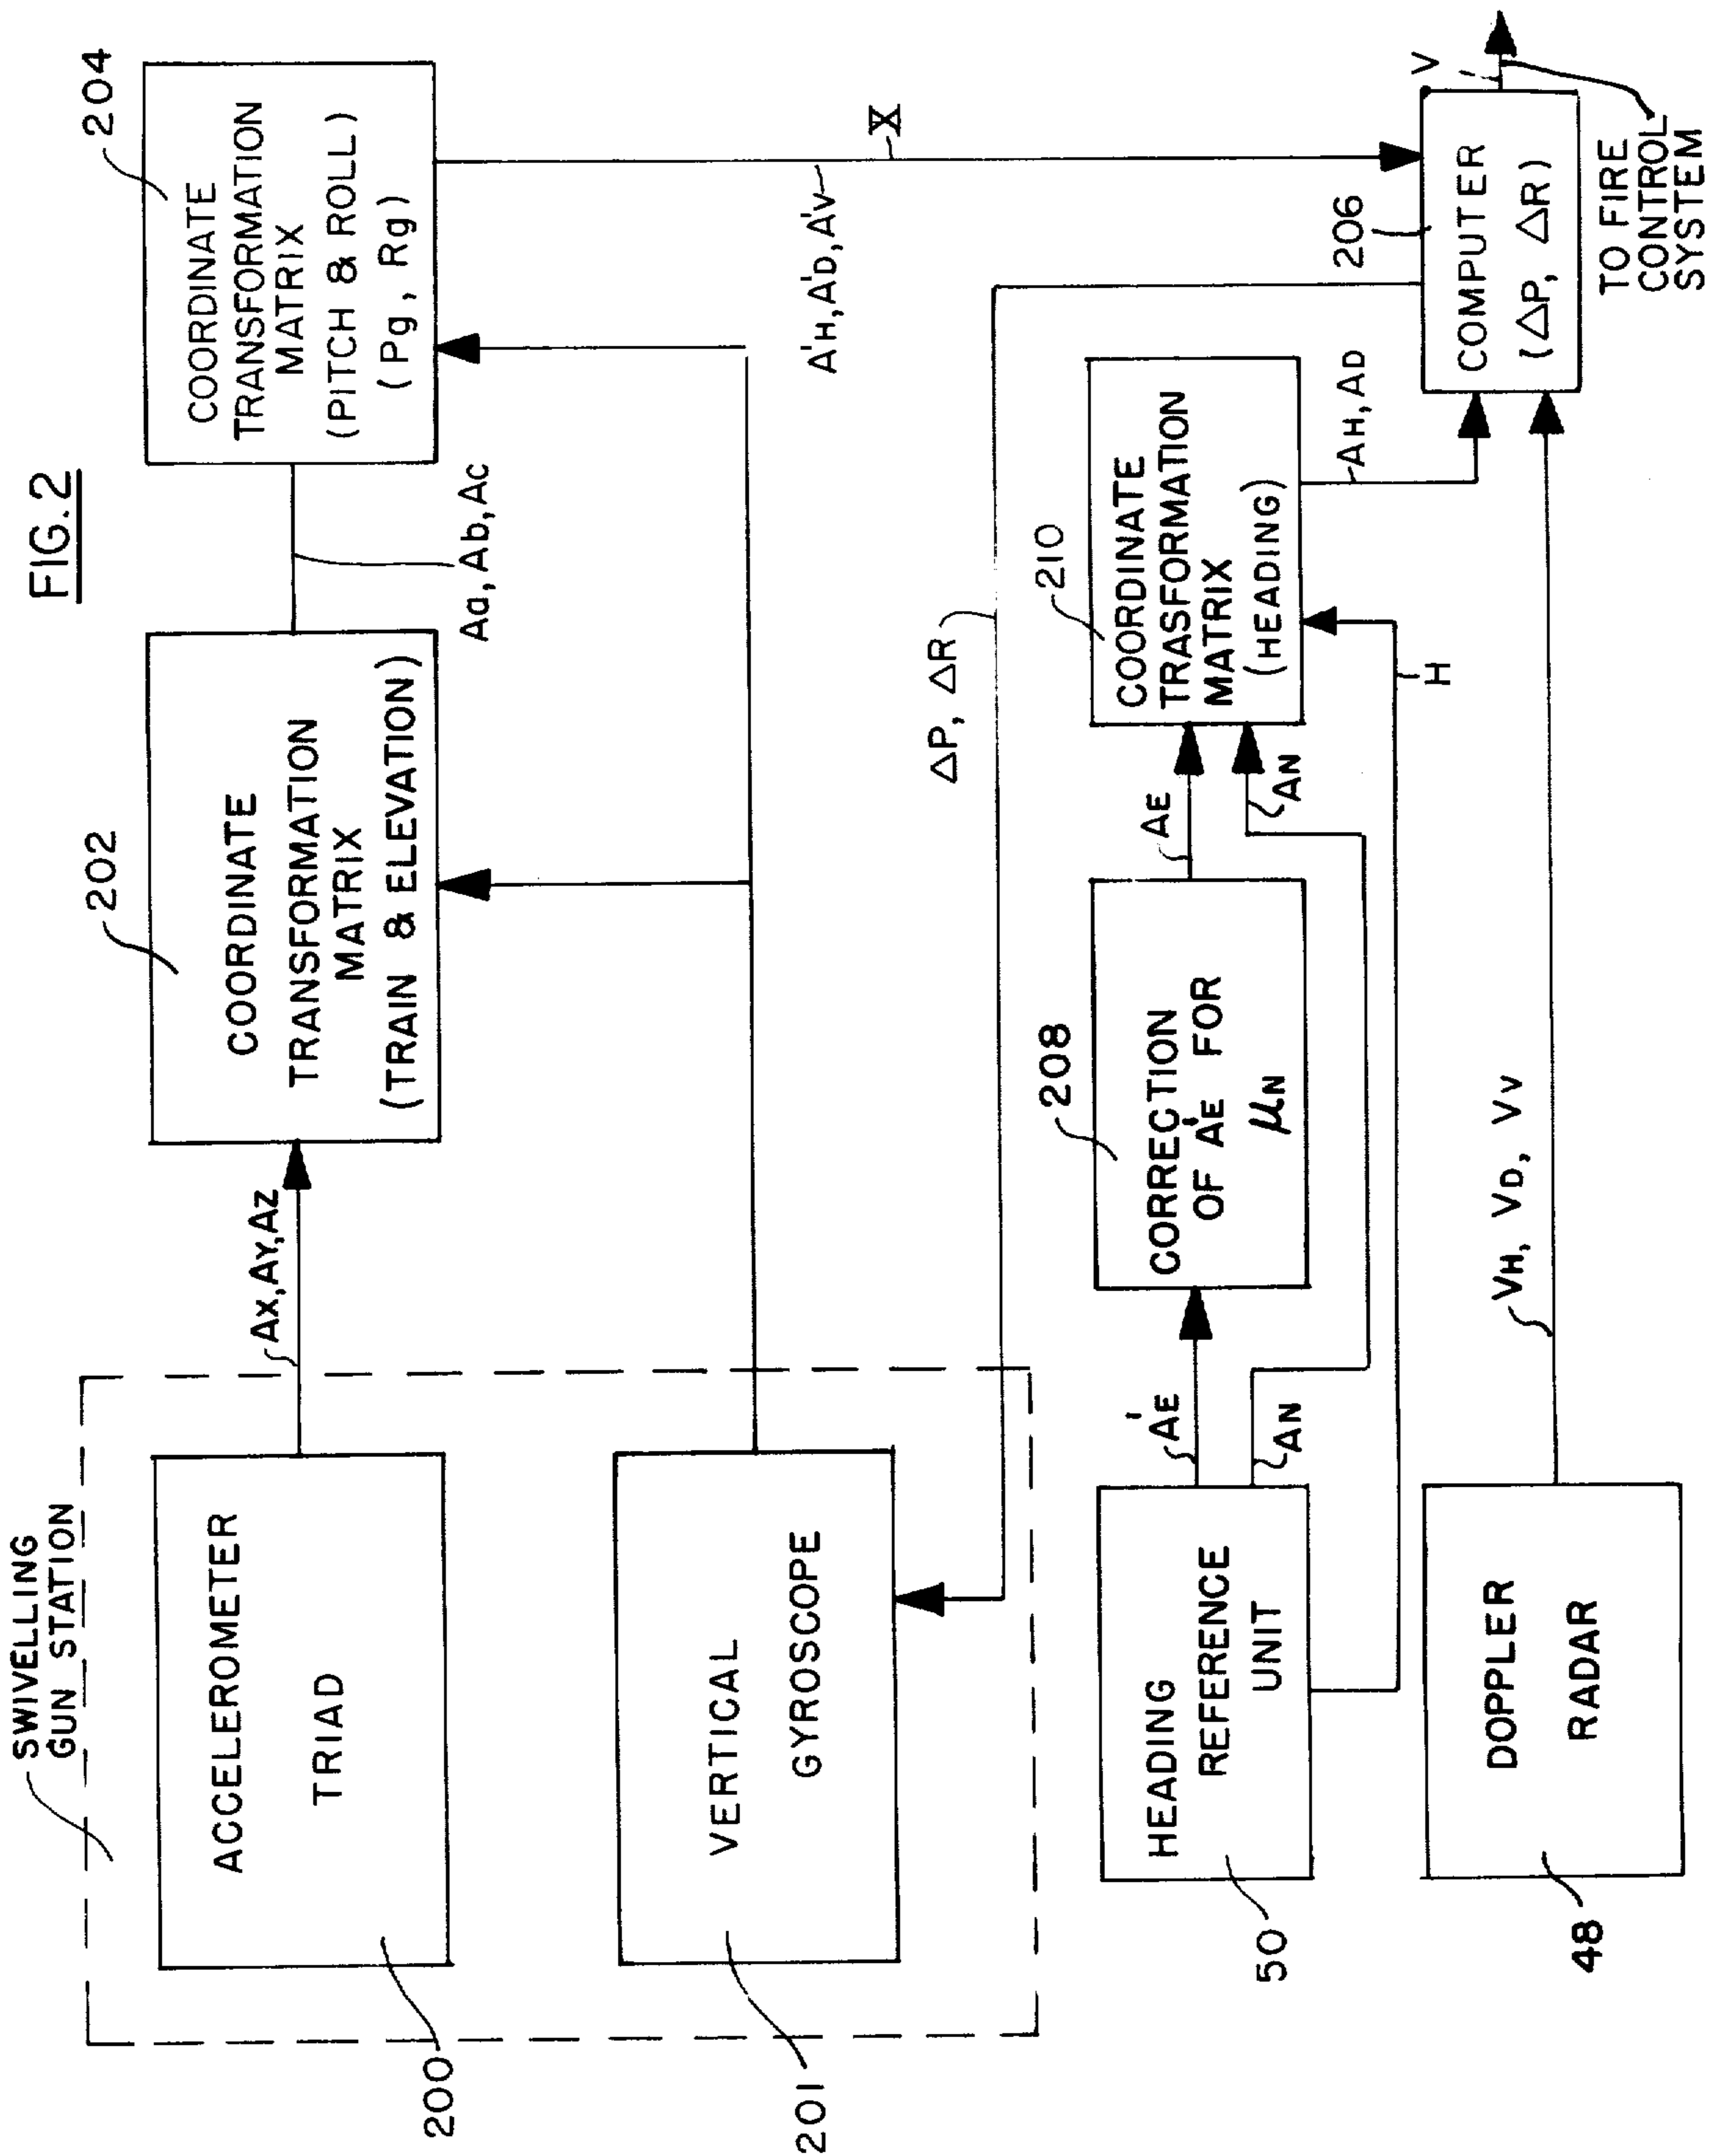 FIG.2
SWIVELLING
GUN STATION
ACCELEROMETER
TRIAD
200
AX, AY, AZ
202
COORDINATE
TRANSFORMATION
MATRIX
(TRAIN & ELEVATION)
Aa, Ab, Ac
204
COORDINATE
TRANSFORMATION
MATRIX
(PITCH & ROLL)
(Pg, Rg)
VERTICAL
GYROSCOPE
201
A'H, A'D, A'V
X
ΔP, ΔR
HEADING
REFERENCE
UNIT
50
A'E
AN
208
CORRECTION
OF A'E FOR
μN
AE
AN
210
COORDINATE
TRASFORMATION
MATRIX
(HEADING)
H
AH, AD
206
COMPUTER
(ΔP, ΔR)
V
TO FIRE
CONTROL
SYSTEM
DOPPLER
RADAR
48
VH, VD, VV